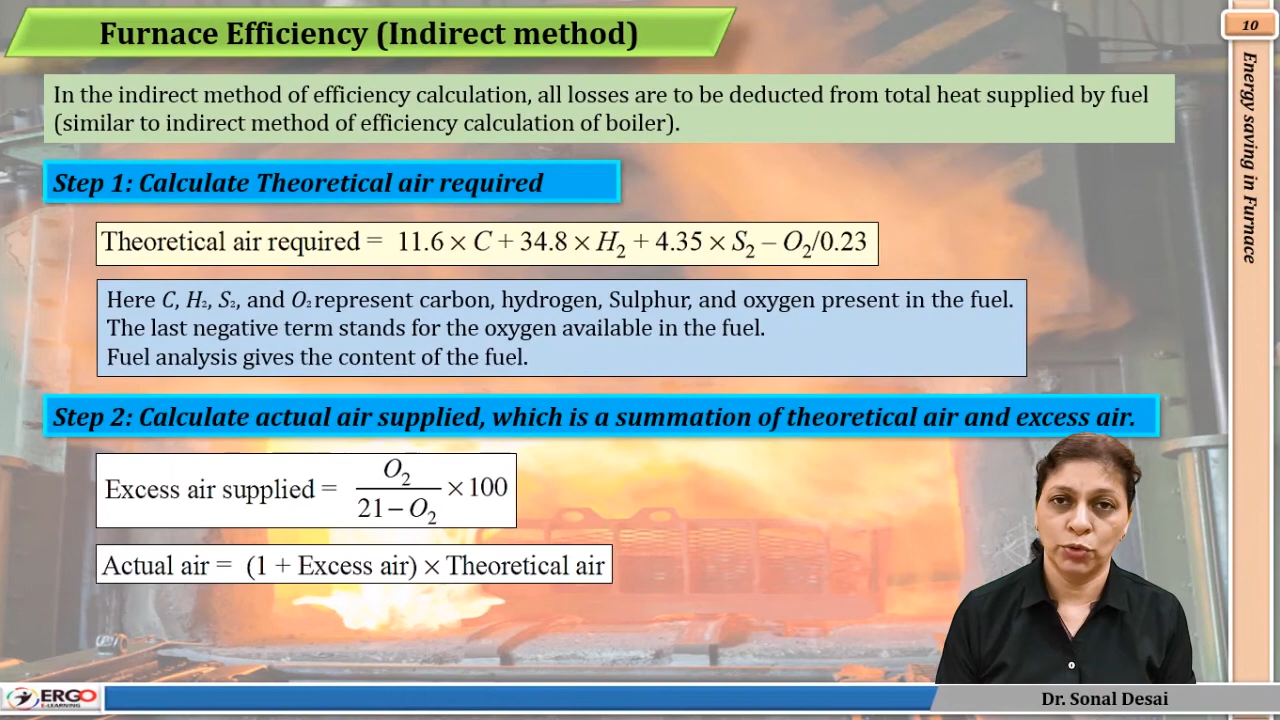 Furnace Efficiency (Indirect method)
10
Energy saving in Furnace
In the indirect method of efficiency calculation, all losses are to be deducted from total heat supplied by fuel
(similar to indirect method of efficiency calculation of boiler).
Step 1: Calculate Theoretical air required
Theoretical air required = 11.6 × C + 34.8 × H₂ + 4.35 × S₂ – O₂/0.23
Here C, H₂, S₂, and O₂ represent carbon, hydrogen, Sulphur, and oxygen present in the fuel.
The last negative term stands for the oxygen available in the fuel.
Fuel analysis gives the content of the fuel.
Step 2: Calculate actual air supplied, which is a summation of theoretical air and excess air.
Excess air supplied = O₂ / 21 – O₂ × 100
Actual air = (1 + Excess air) × Theoretical air
ERGO
E-LEARNING
Dr. Sonal Desai